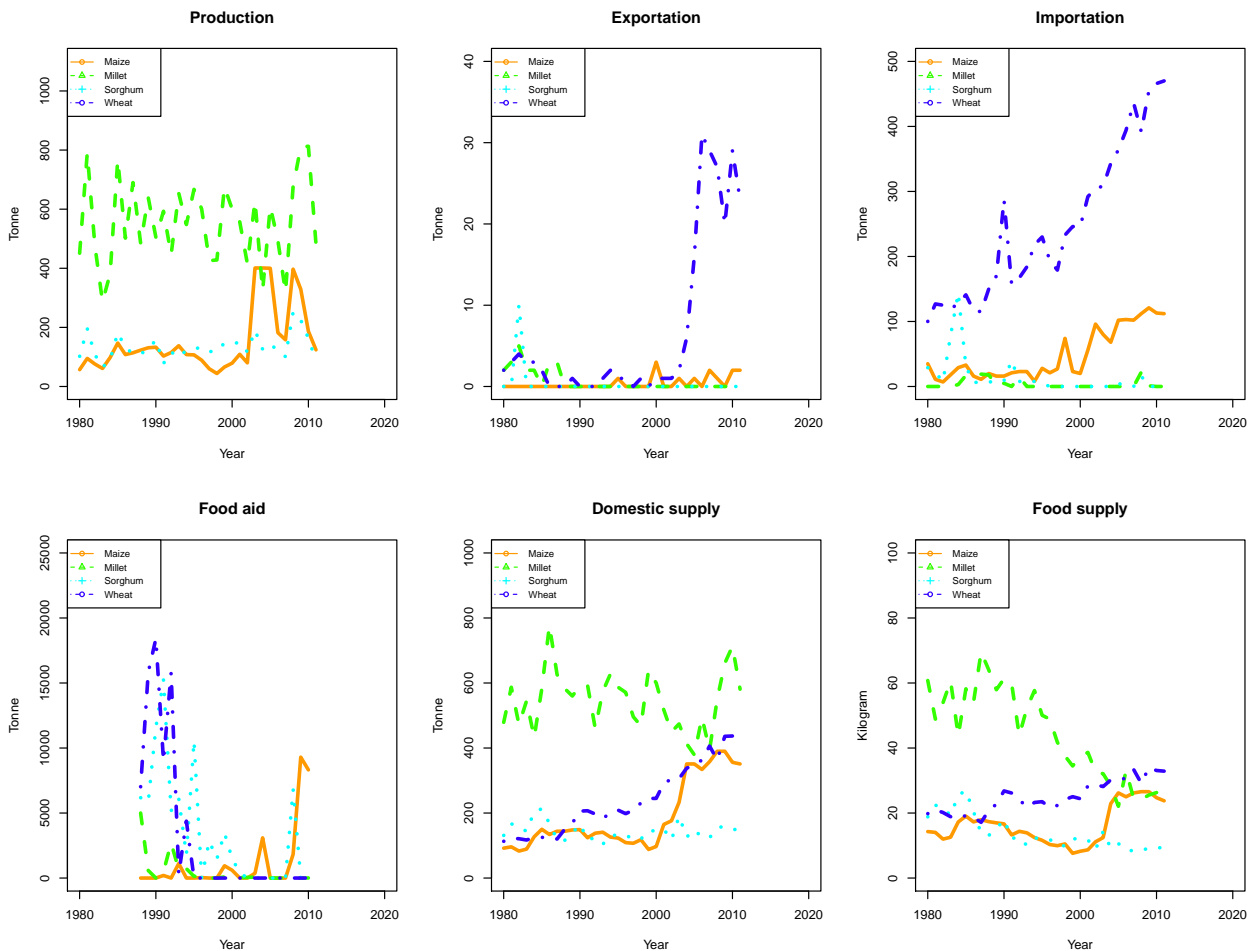 Production
Maize
Millet
Sorghum
Wheat
Tonne
0
200
400
600
800
1000
1980
1990
2000
2010
2020
Year
Exportation
Maize
Millet
Sorghum
Wheat
Tonne
0
10
20
30
40
1980
1990
2000
2010
2020
Year
Importation
Maize
Millet
Sorghum
Wheat
Tonne
0
100
200
300
400
500
1980
1990
2000
2010
2020
Year
Food aid
Maize
Millet
Sorghum
Wheat
Tonne
0
5000
10000
15000
20000
25000
1980
1990
2000
2010
2020
Year
Domestic supply
Maize
Millet
Sorghum
Wheat
Tonne
0
200
400
600
800
1000
1980
1990
2000
2010
2020
Year
Food supply
Maize
Millet
Sorghum
Wheat
Kilogram
0
20
40
60
80
100
1980
1990
2000
2010
2020
Year